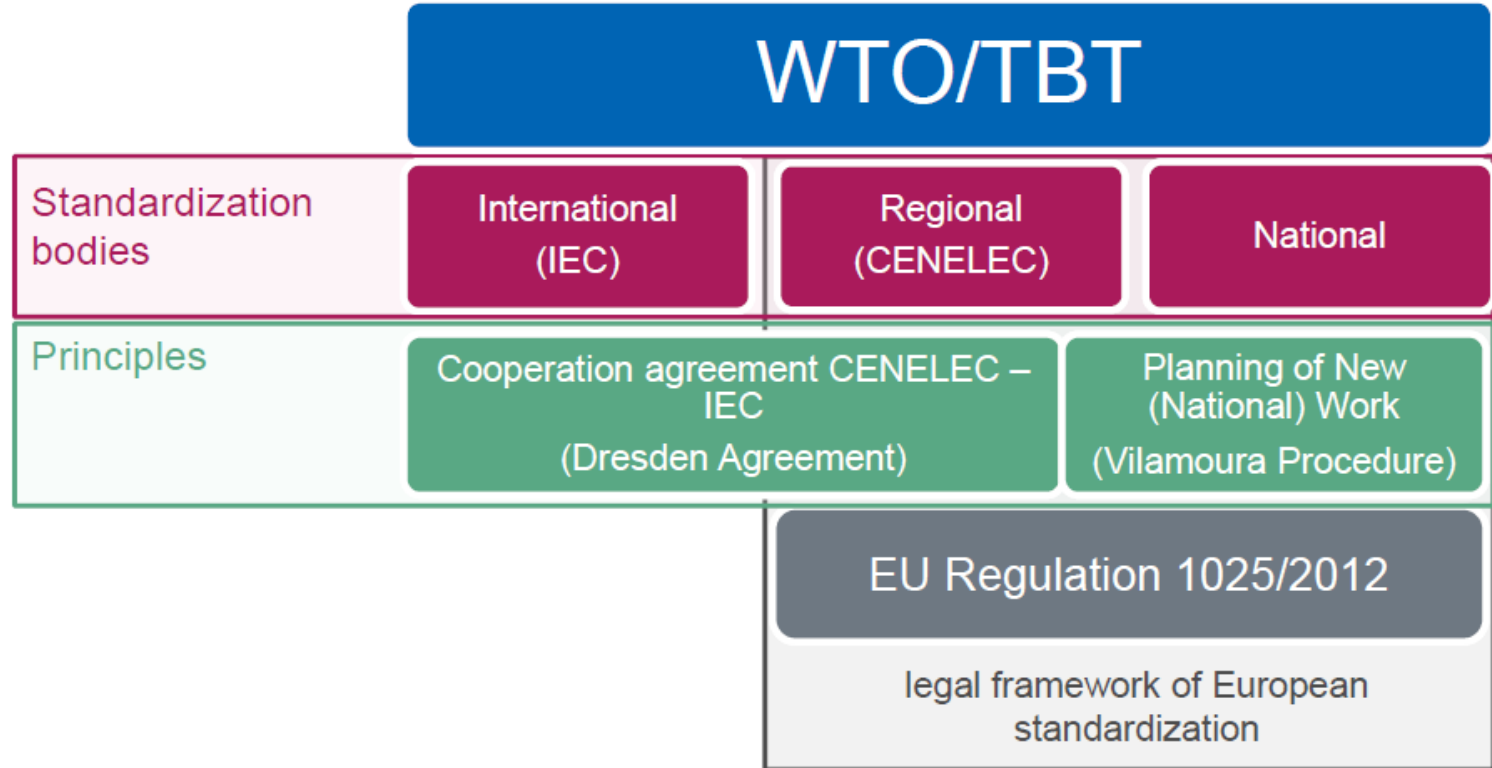 WTO/TBT
Standardization
bodies
International
(IEC)
Regional
(CENELEC)
National
Principles
Cooperation agreement CENELEC –
IEC
(Dresden Agreement)
Planning of New
(National) Work
(Vilamoura Procedure)
EU Regulation 1025/2012
legal framework of European
standardization